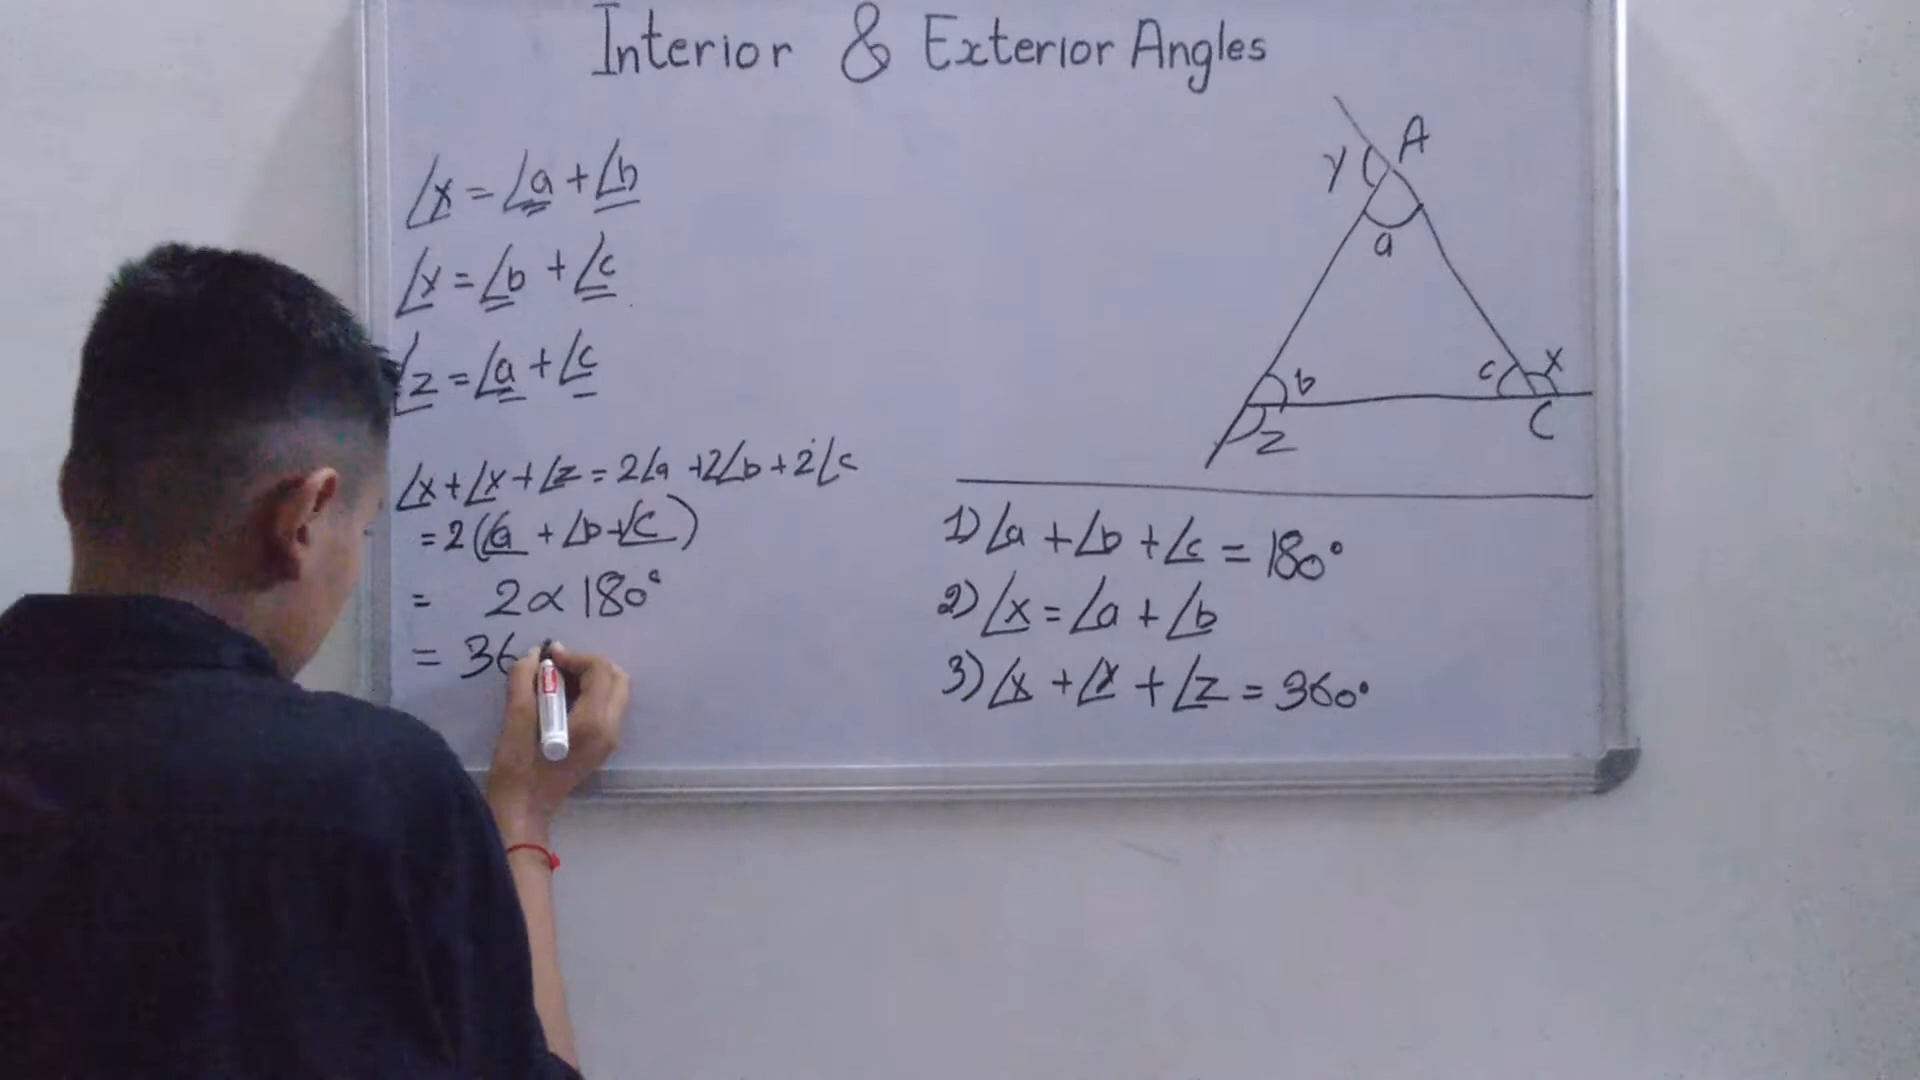 Interior & Exterior Angles
∠x = ∠a + ∠b
∠y = ∠b + ∠c
∠z = ∠a + ∠c
∠x + ∠y + ∠z = 2∠a + 2∠b + 2∠c
= 2(∠a + ∠b + ∠c)
= 2 × 180°
= 36
A
Y
a
b
c
x
C
Z
1) ∠a + ∠b + ∠c = 180°
2) ∠x = ∠a + ∠b
3) ∠x + ∠y + ∠z = 360°